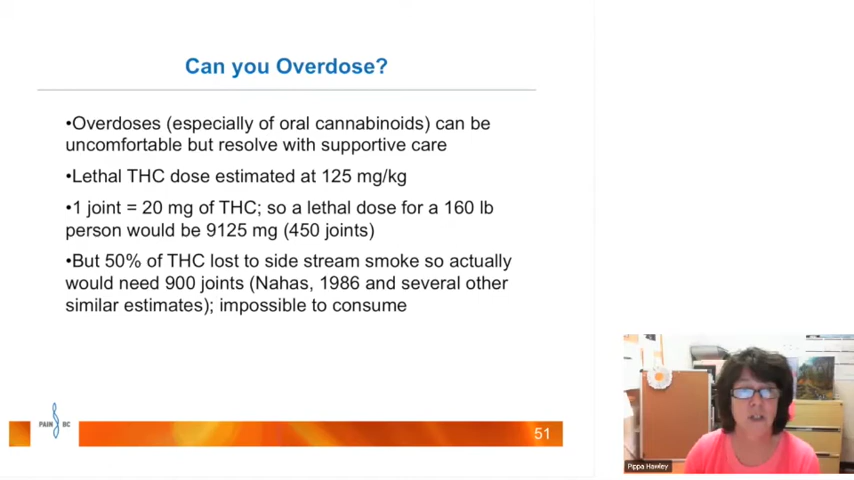 Can you Overdose?
•Overdoses (especially of oral cannabinoids) can be
uncomfortable but resolve with supportive care
•Lethal THC dose estimated at 125 mg/kg
•1 joint = 20 mg of THC; so a lethal dose for a 160 lb
person would be 9125 mg (450 joints)
•But 50% of THC lost to side stream smoke so actually
would need 900 joints (Nahas, 1986 and several other
similar estimates); impossible to consume
PAIN BC
51
Pippa Hawley